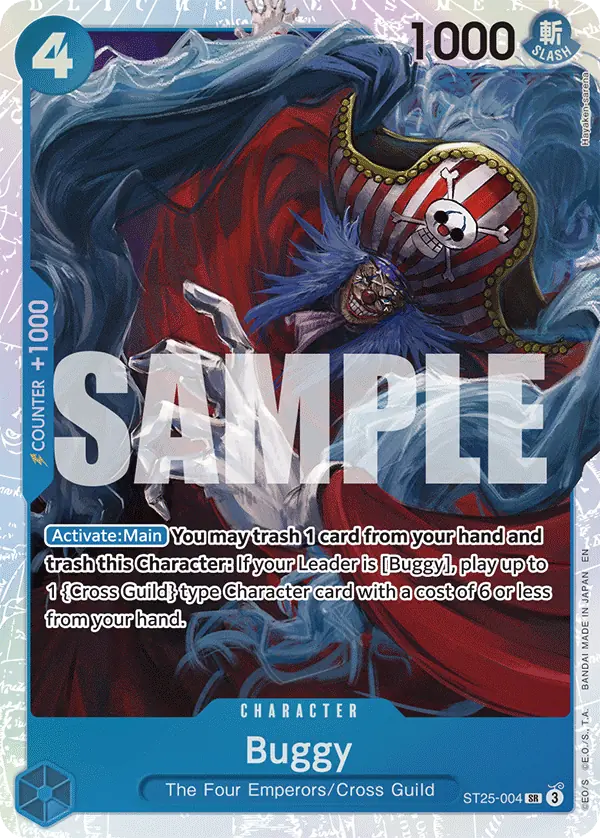 4
1000
斬
SLASH
Hayaken-sarena
COUNTER +1000
SAMPLE
Activate:Main You may trash 1 card from your hand and
trash this Character: If your Leader is [Buggy], play up to
1 {Cross Guild} type Character card with a cost of 6 or less
from your hand.
CHARACTER
Buggy
The Four Emperors/Cross Guild
ST25-004 SR 3
©E.O./S., T.A. BANDAI MADE IN JAPAN EN
©EO/S